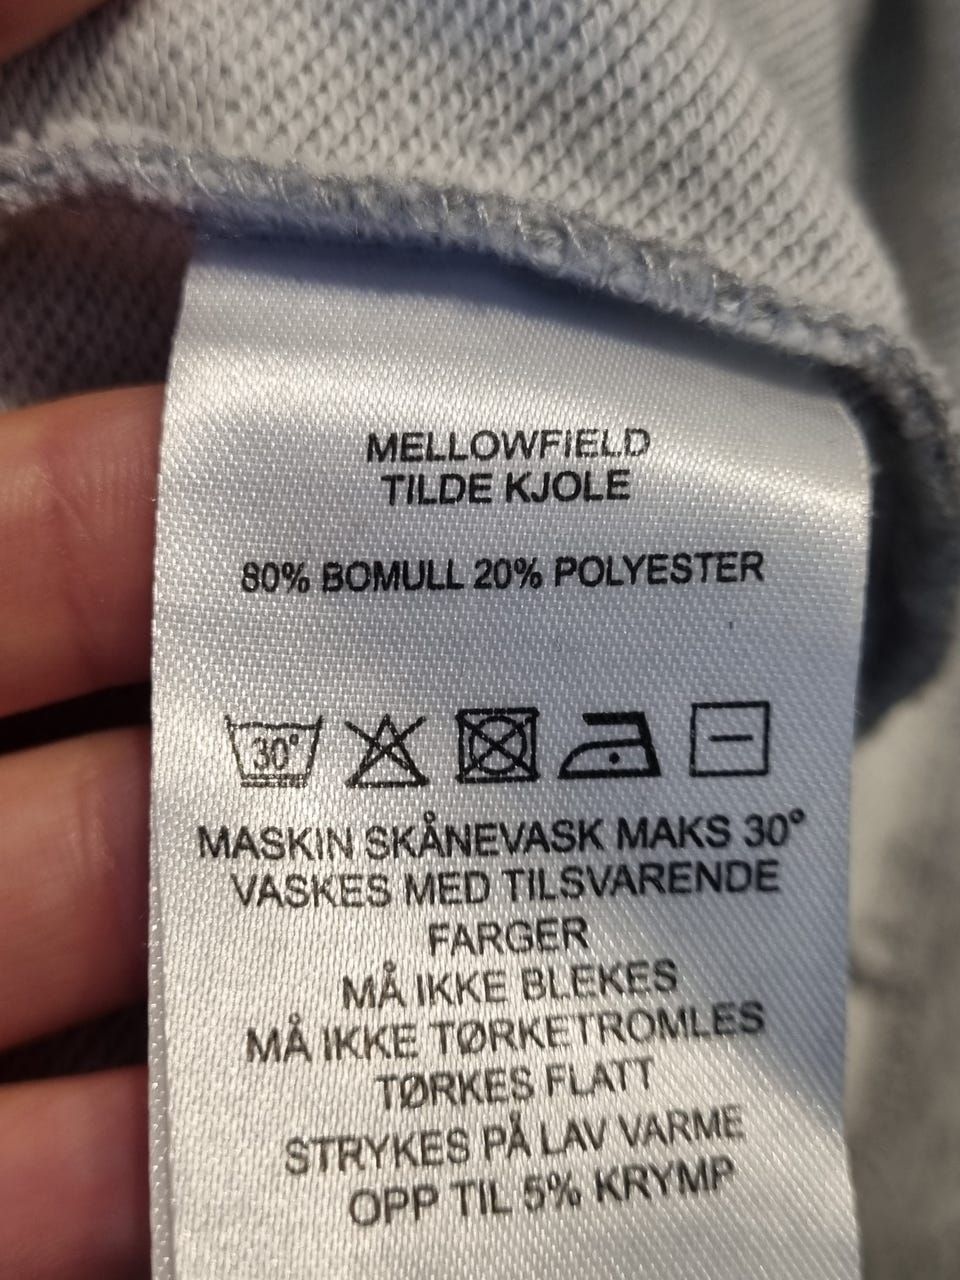 MELLOWFIELD
TILDE KJOLE
80% BOMULL 20% POLYESTER
30°
MASKIN SKÅNEVASK MAKS 30°
VASKES MED TILSVARENDE
FARGER
MÅ IKKE BLEKES
MÅ IKKE TØRKETROMLES
TØRKES FLATT
STRYKES PÅ LAV VARME
OPP TIL 5% KRYMP